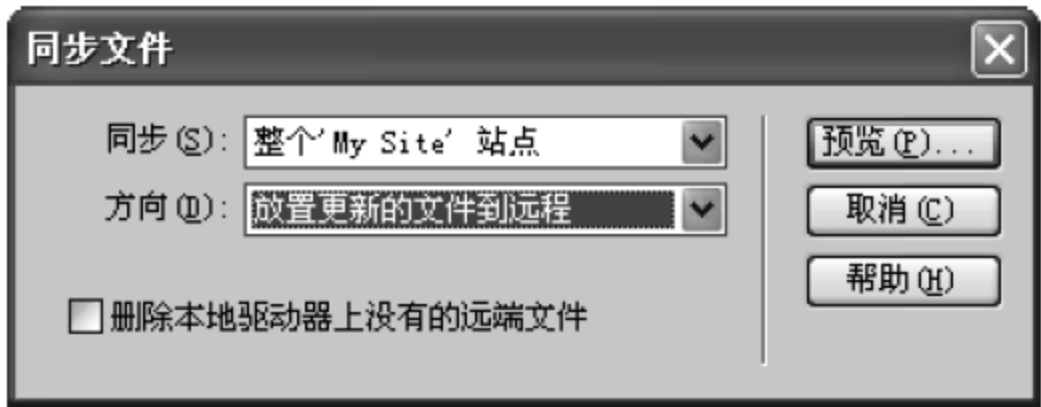 同步文件
同步(S): 整个'My Site' 站点
预览(P)...
方向(D): 放置更新的文件到远程
取消(C)
帮助(H)
删除本地驱动器上没有的远端文件